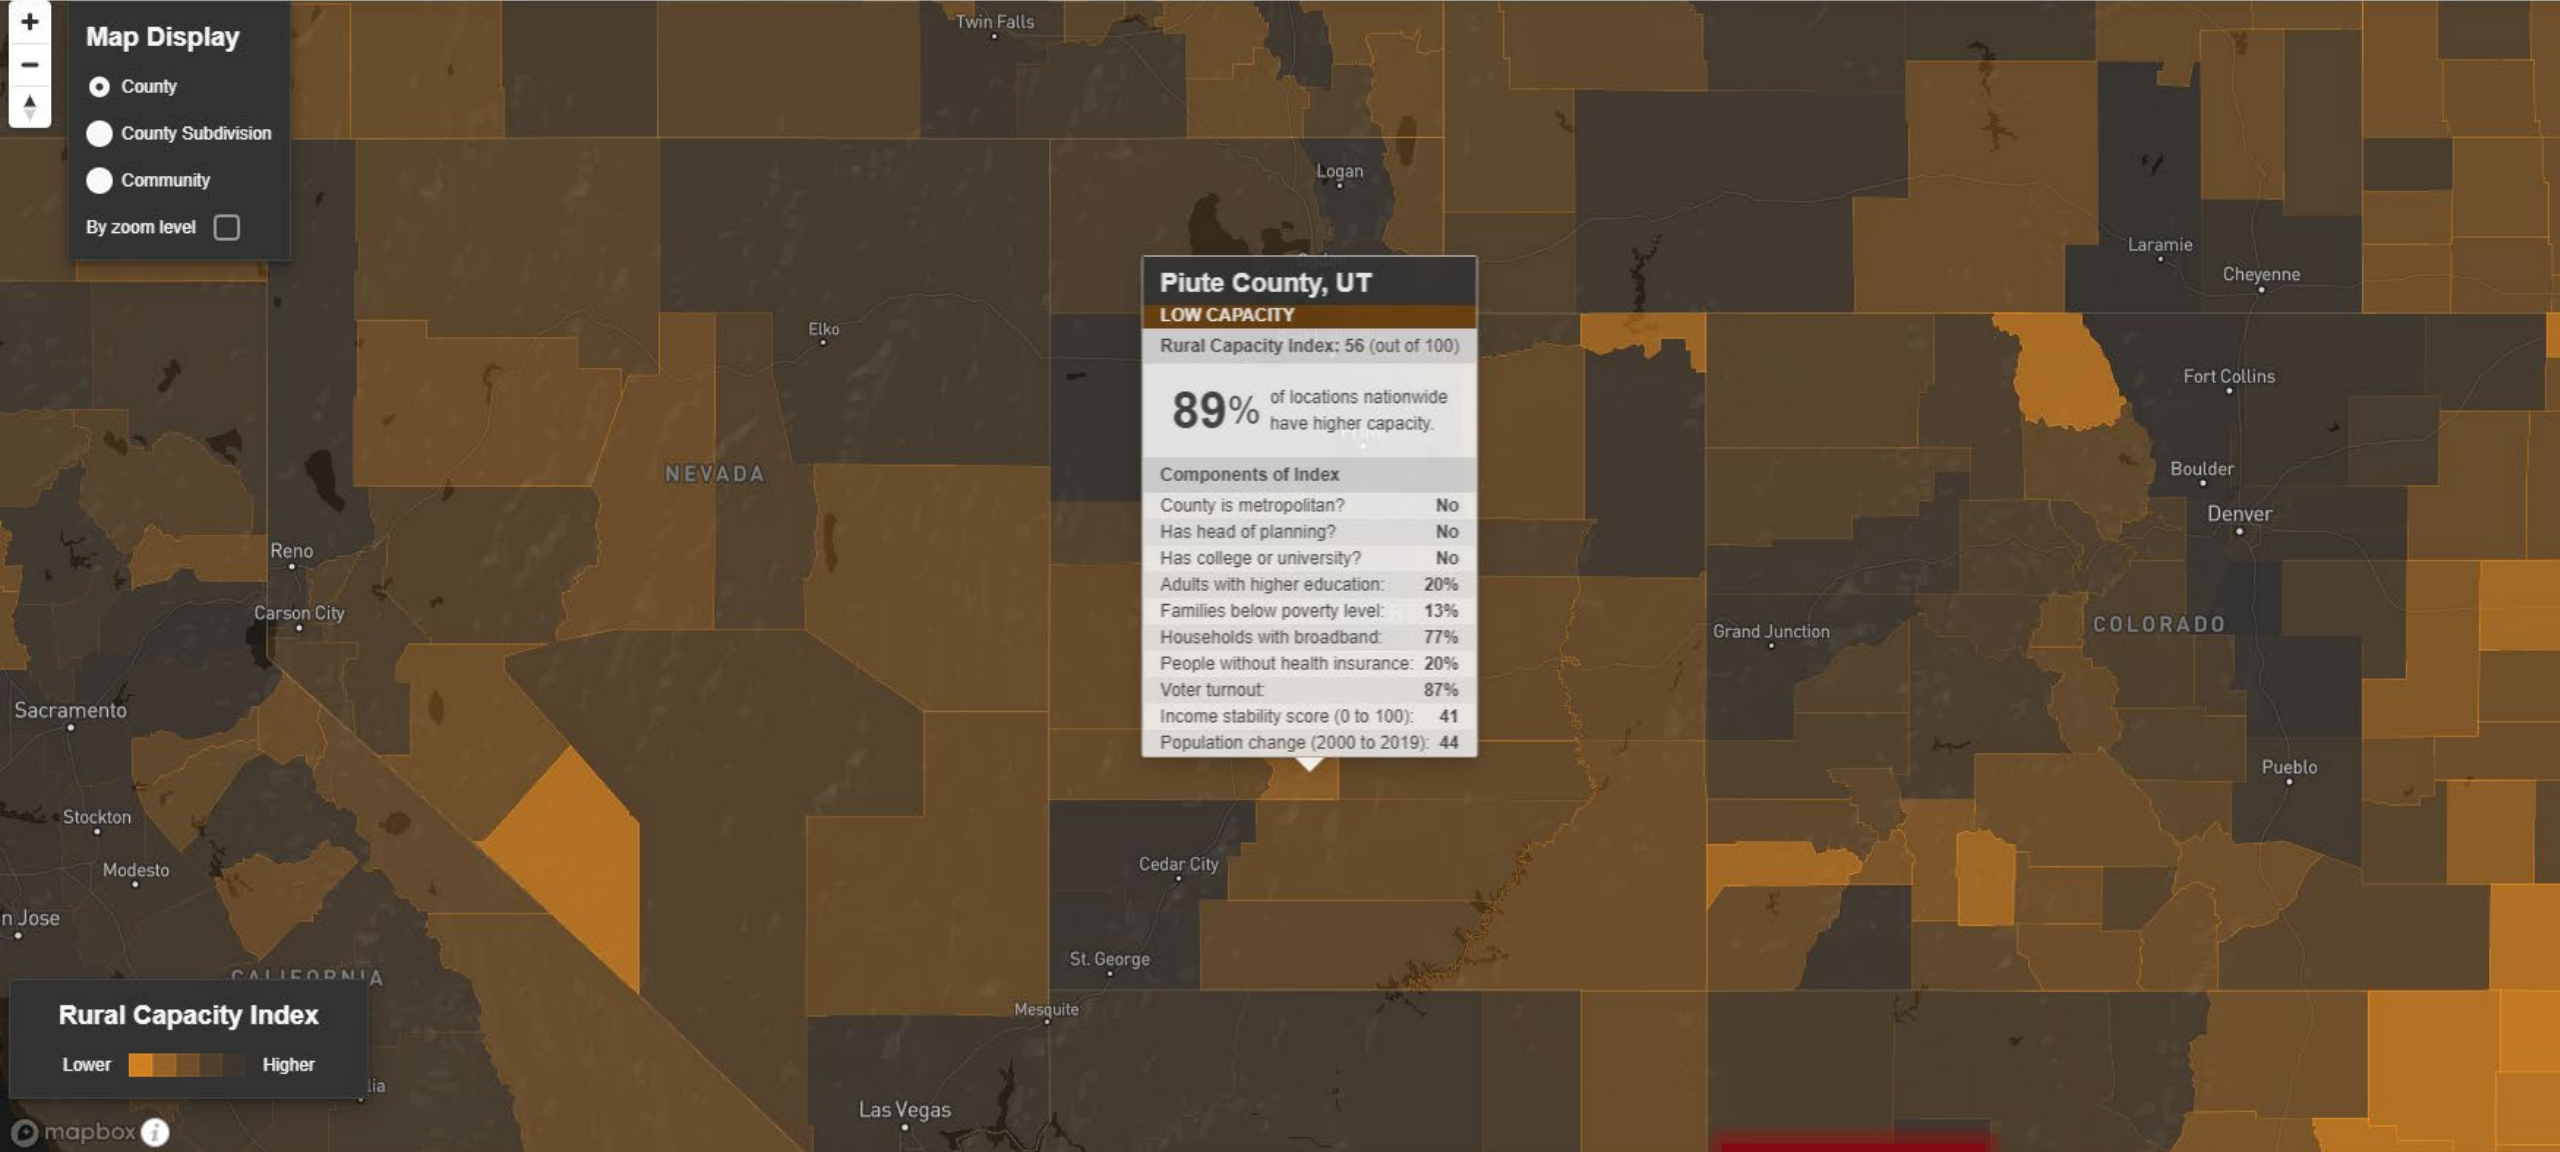 +
Map Display
−
County
County Subdivision
Community
By zoom level
Twin Falls
Logan
Laramie
Cheyenne
Elko
Fort Collins
NEVADA
Boulder
Denver
Reno
Carson City
COLORADO
Grand Junction
Sacramento
Pueblo
Stockton
Cedar City
Modesto
n Jose
St. George
CALIFORNIA
Mesquite
Las Vegas
lia
Piute County, UT
LOW CAPACITY
Rural Capacity Index: 56 (out of 100)
89% of locations nationwide
have higher capacity.
Components of Index
County is metropolitan? No
Has head of planning? No
Has college or university? No
Adults with higher education: 20%
Families below poverty level: 13%
Households with broadband: 77%
People without health insurance: 20%
Voter turnout: 87%
Income stability score (0 to 100): 41
Population change (2000 to 2019): 44
Rural Capacity Index
Lower Higher
mapbox i